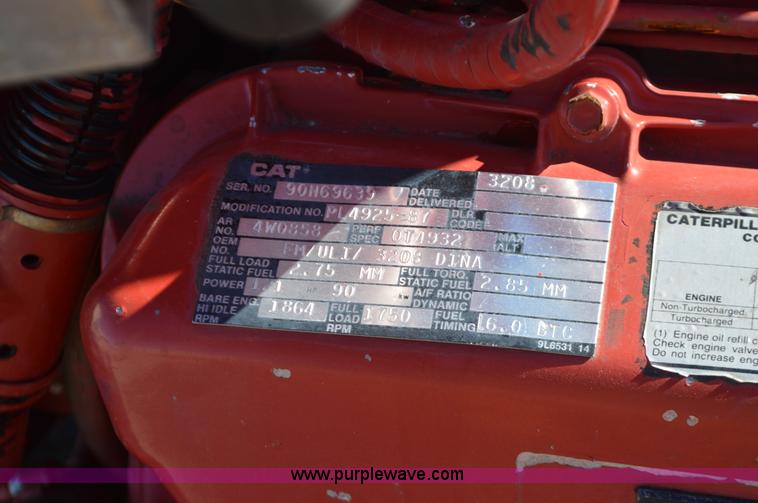 CAT 3208
SER. NO. 90N69639 DATE DELIVERED
MODIFICATION NO. PL4925-87 DLR CODE
AR NO. 4W0858 PERF SPEC 0T4932 MAX ALT
OEM NO. FM/UL17 3208 DINA
FULL LOAD STATIC FUEL 2.75 MM FULL TORQ. STATIC FUEL 2.85 MM
POWER HP 90 KW A/F RATIO DYNAMIC
BARE ENG. HI IDLE RPM 1864 FULL LOAD RPM 1750 FUEL TIMING 16.0 BTC
9L6531 14
CATERPILL
CO
ENGINE
Non-Turbocharged
Turbocharged
(1) Engine oil refill c
Check engine valve
Do not increase eng
www.purplewave.com